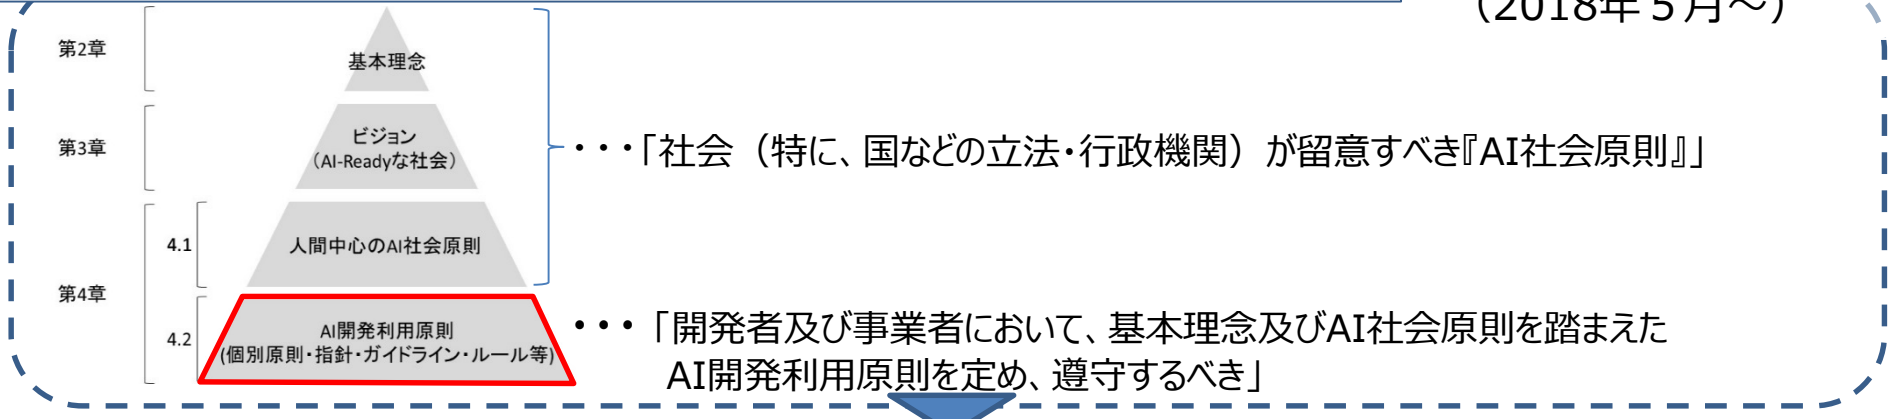 （2018年５月～）
第2章
基本理念
第3章
ビジョン
（AI-Readyな社会）
・・・「社会（特に、国などの立法・行政機関）が留意すべき『AI社会原則』」
第4章
4.1
人間中心のAI社会原則
4.2
AI開発利用原則
(個別原則・指針・ガイドライン・ルール等)
・・・「開発者及び事業者において、基本理念及びAI社会原則を踏まえた
AI開発利用原則を定め、遵守するべき」